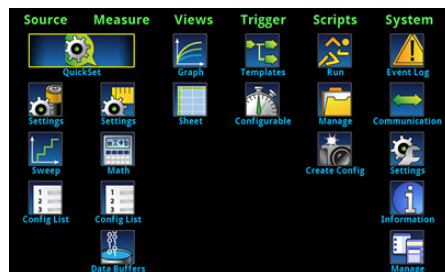 Source Measure Views Trigger Scripts System
QuickSet Graph Templates Run Event Log
Settings Settings Sheet Configurable Manage Communication
Sweep Math Create Config Settings
Config List Config List Information
Data Buffers Manage